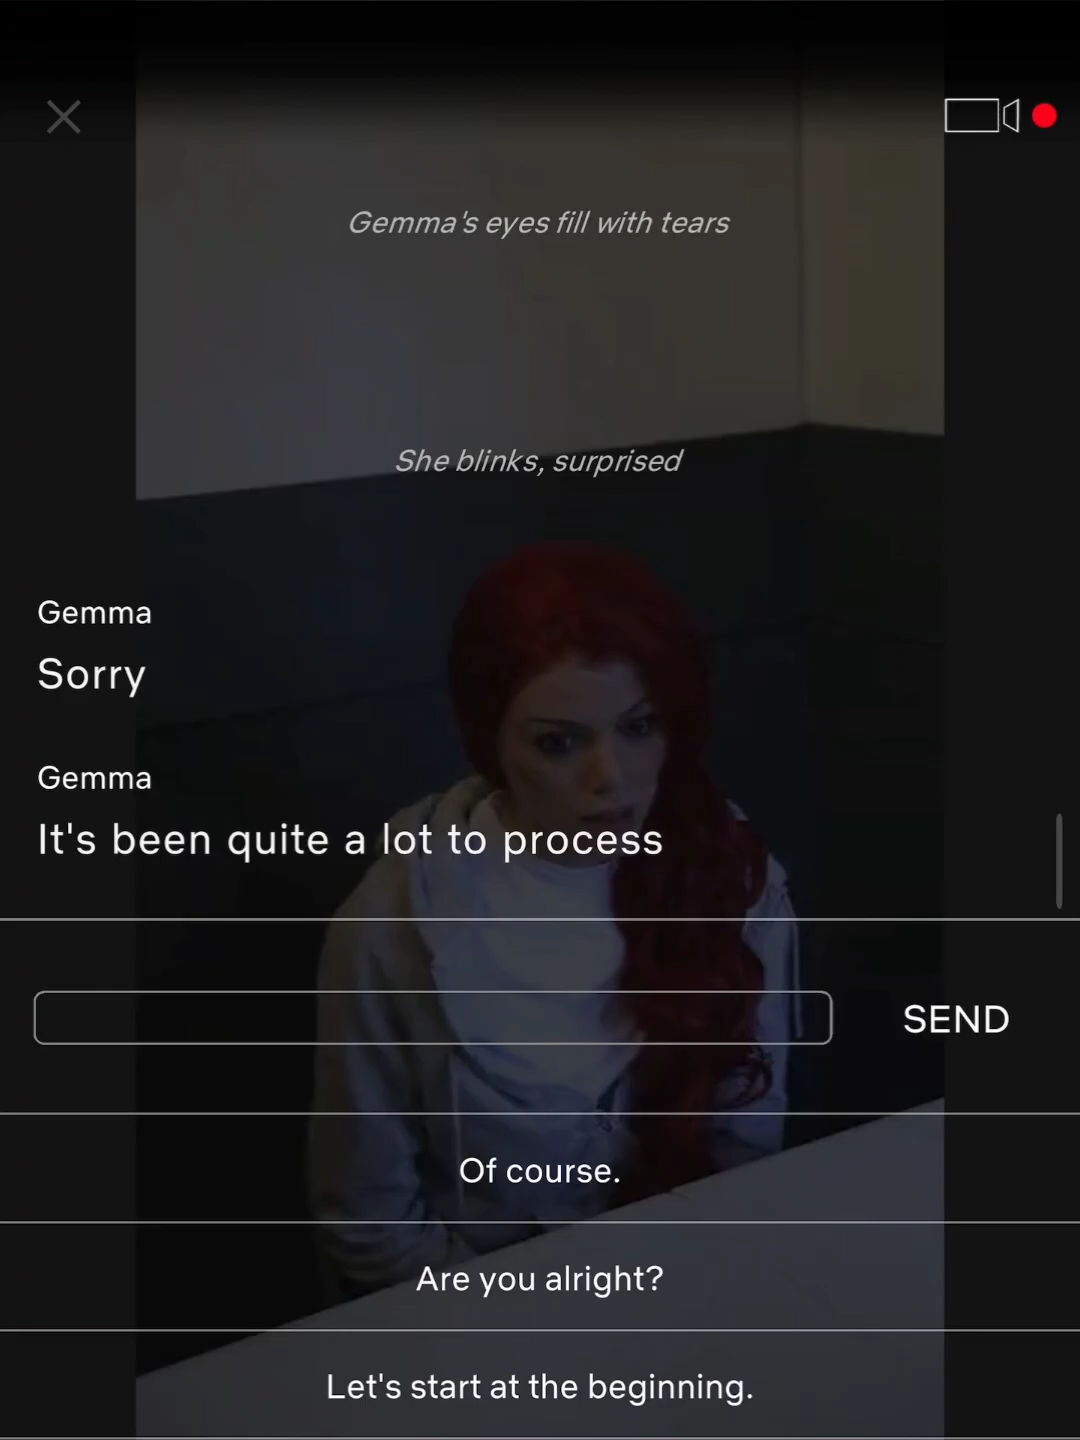 Gemma's eyes fill with tears
She blinks, surprised
Gemma
Sorry
Gemma
It's been quite a lot to process
SEND
Of course.
Are you alright?
Let's start at the beginning.